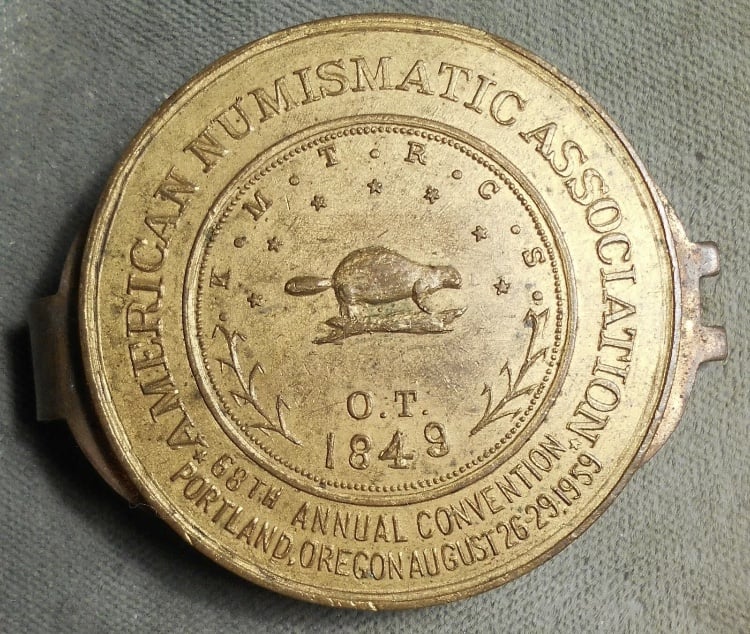 AMERICAN NUMISMATIC ASSOCIATION
K · M · T · R · C · S ·
O.T.
1849
68TH ANNUAL CONVENTION
PORTLAND, OREGON AUGUST 26-29, 1959